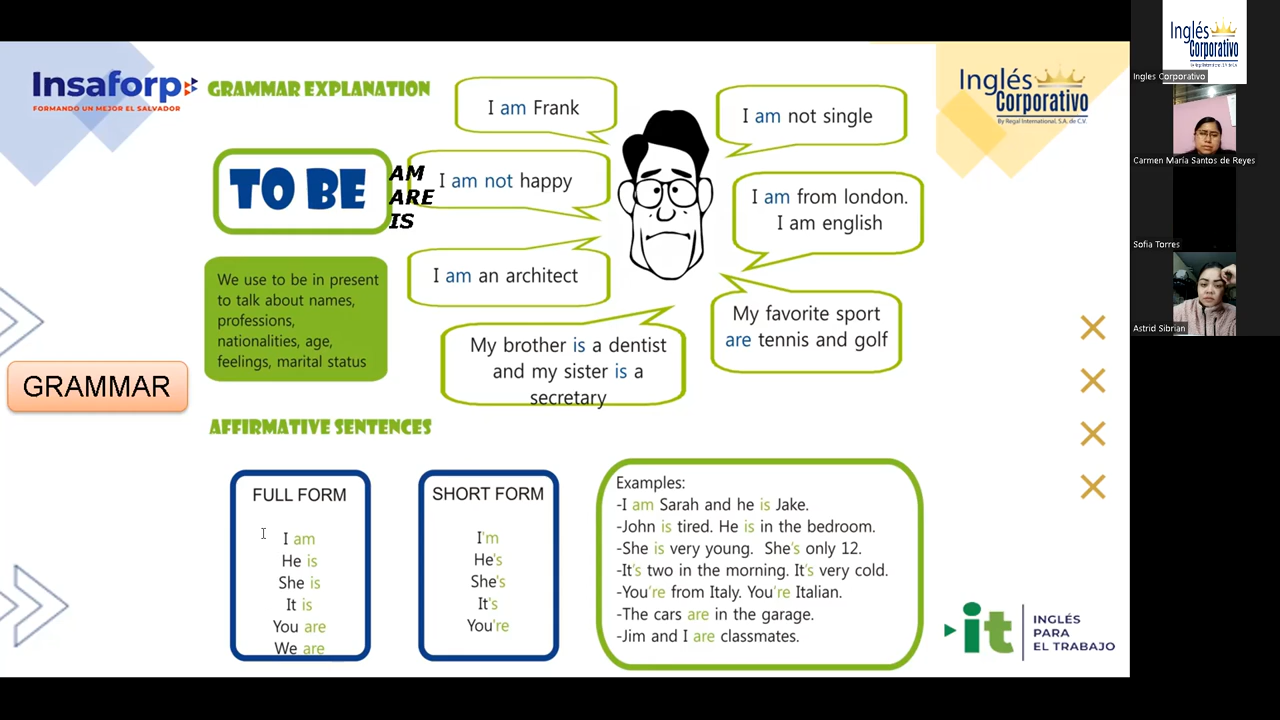 Insaforp
FORMANDO UN MEJOR EL SALVADOR
GRAMMAR EXPLANATION
TO BE
AM
ARE
IS
We use to be in present
to talk about names,
professions,
nationalities, age,
feelings, marital status
GRAMMAR
I am Frank
I am not happy
I am an architect
My brother is a dentist
and my sister is a
secretary
I am not single
I am from london.
I am english
My favorite sport
are tennis and golf
Inglés
Corporativo
By Regal International, S.A. de C.V.
AFFIRMATIVE SENTENCES
FULL FORM
I am
He is
She is
It is
You are
We are
SHORT FORM
I'm
He's
She's
It's
You're
Examples:
-I am Sarah and he is Jake.
-John is tired. He is in the bedroom.
-She is very young. She's only 12.
-It's two in the morning. It's very cold.
-You're from Italy. You're Italian.
-The cars are in the garage.
-Jim and I are classmates.
it
INGLÉS
PARA
EL TRABAJO
Inglés
Corporativo
By Regal International, S.A. de C.V.
Ingles Corporativo
Carmen María Santos de Reyes
Sofia Torres
Astrid Sibrian